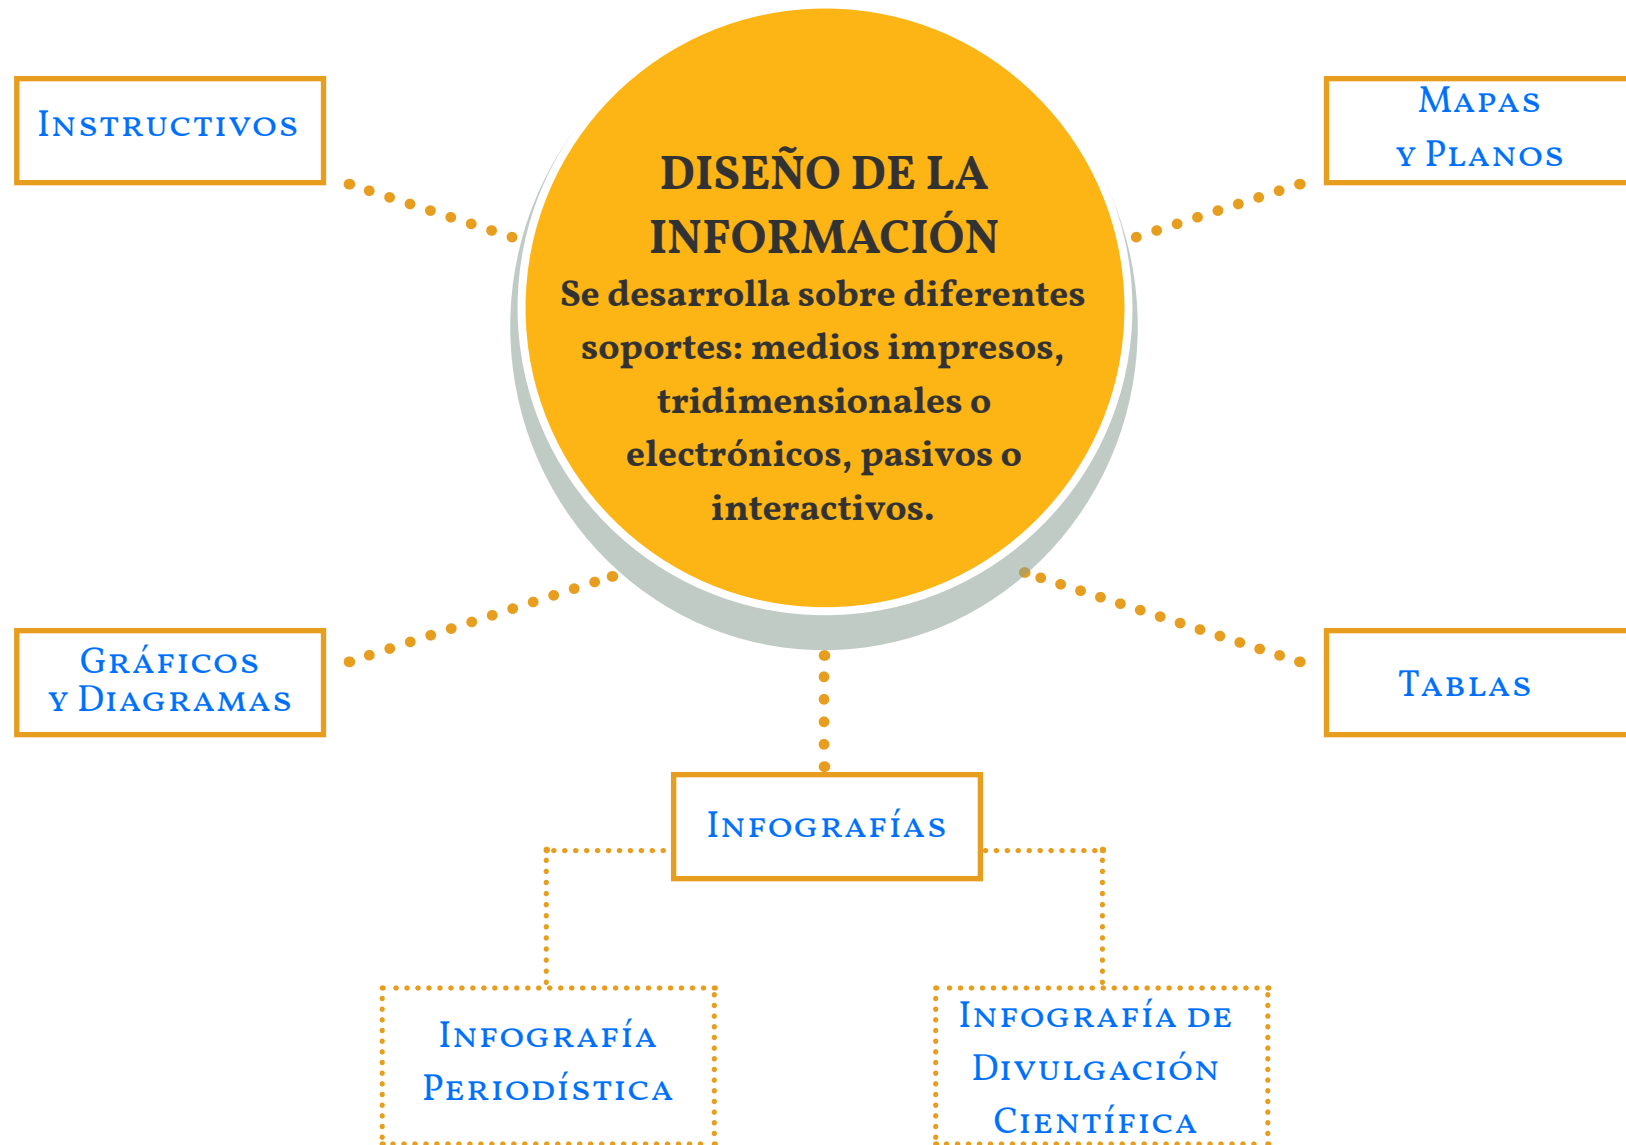 DISEÑO DE LA
INFORMACIÓN
Se desarrolla sobre diferentes
soportes: medios impresos,
tridimensionales o
electrónicos, pasivos o
interactivos.
Instructivos
Mapas
y Planos
Gráficos
y Diagramas
Tablas
Infografías
Infografía
Periodística
Infografía de
Divulgación
Científica